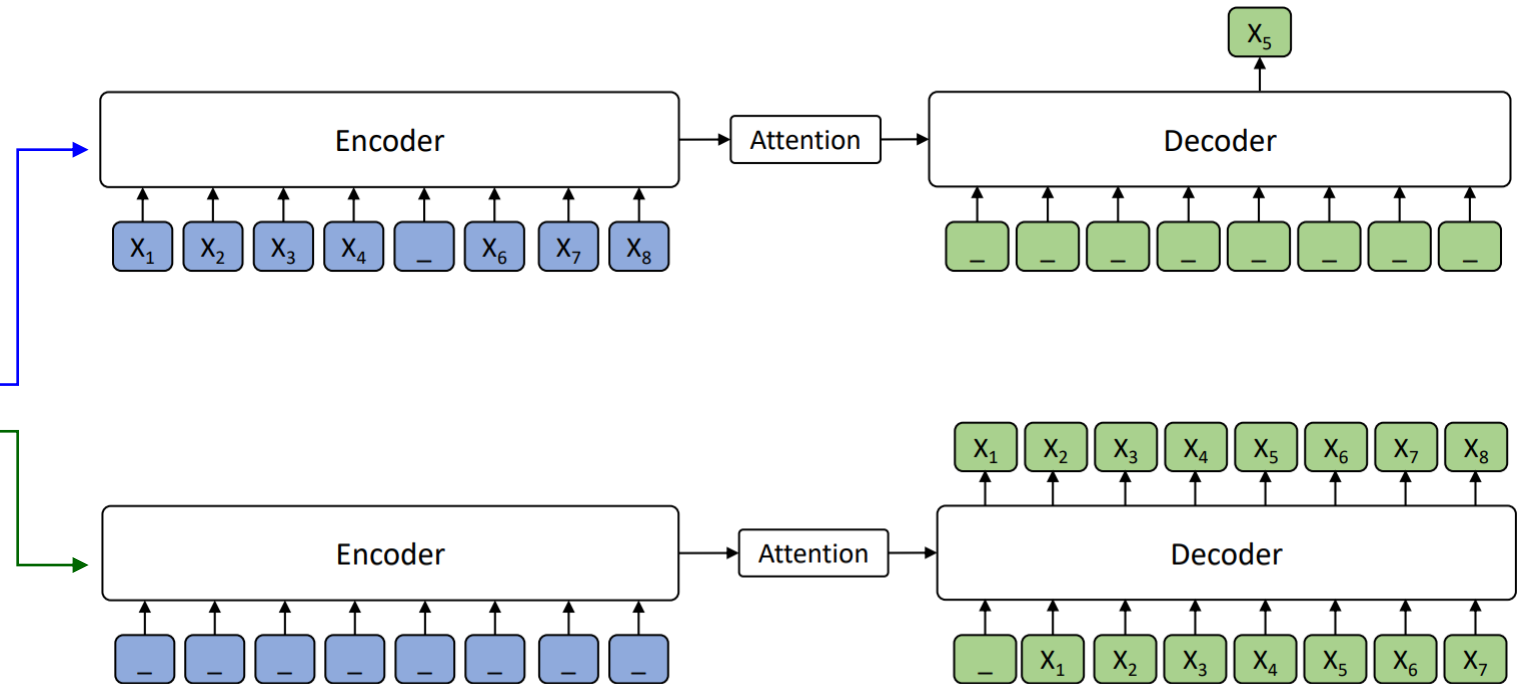 X₅
Encoder Attention Decoder
X₁ X₂ X₃ X₄ _ X₆ X₇ X₈ _ _ _ _ _ _ _ _
X₁ X₂ X₃ X₄ X₅ X₆ X₇ X₈
Encoder Attention Decoder
_ _ _ _ _ _ _ _ _ X₁ X₂ X₃ X₄ X₅ X₆ X₇